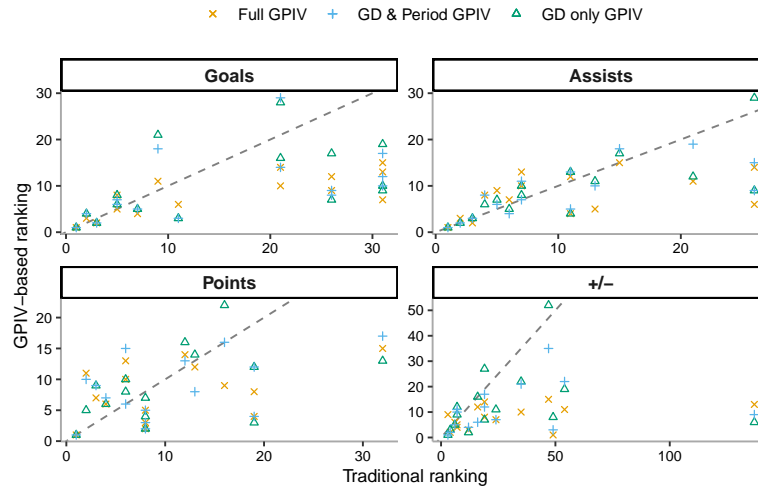 Full GPIV GD & Period GPIV GD only GPIV
Goals Assists
30 30
20 20
10 10
0 0
0 10 20 30 0 10 20
Points +/−
20 50
15 40
10 30
5 20
0 10
0
0 10 20 30 0 50 100
GPIV−based ranking
Traditional ranking